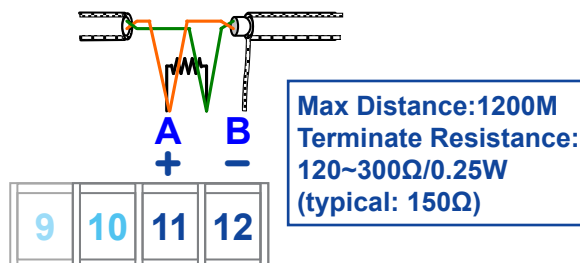 A B
+ −
Max Distance:1200M
Terminate Resistance:
120~300Ω/0.25W
(typical: 150Ω)
9 10 11 12